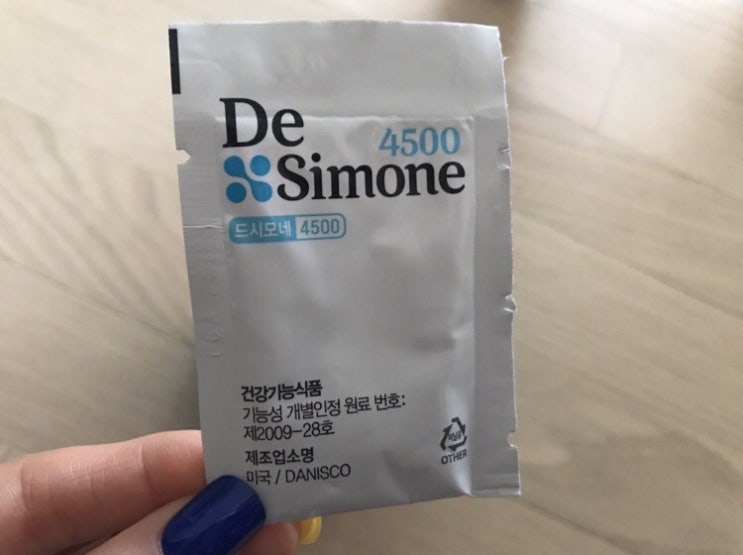 De
4500
Simone
드시모네 4500
건강기능식품
기능성 개별인정 원료 번호:
제2009-28호
제조업소명
미국 / DANISCO
OTHER